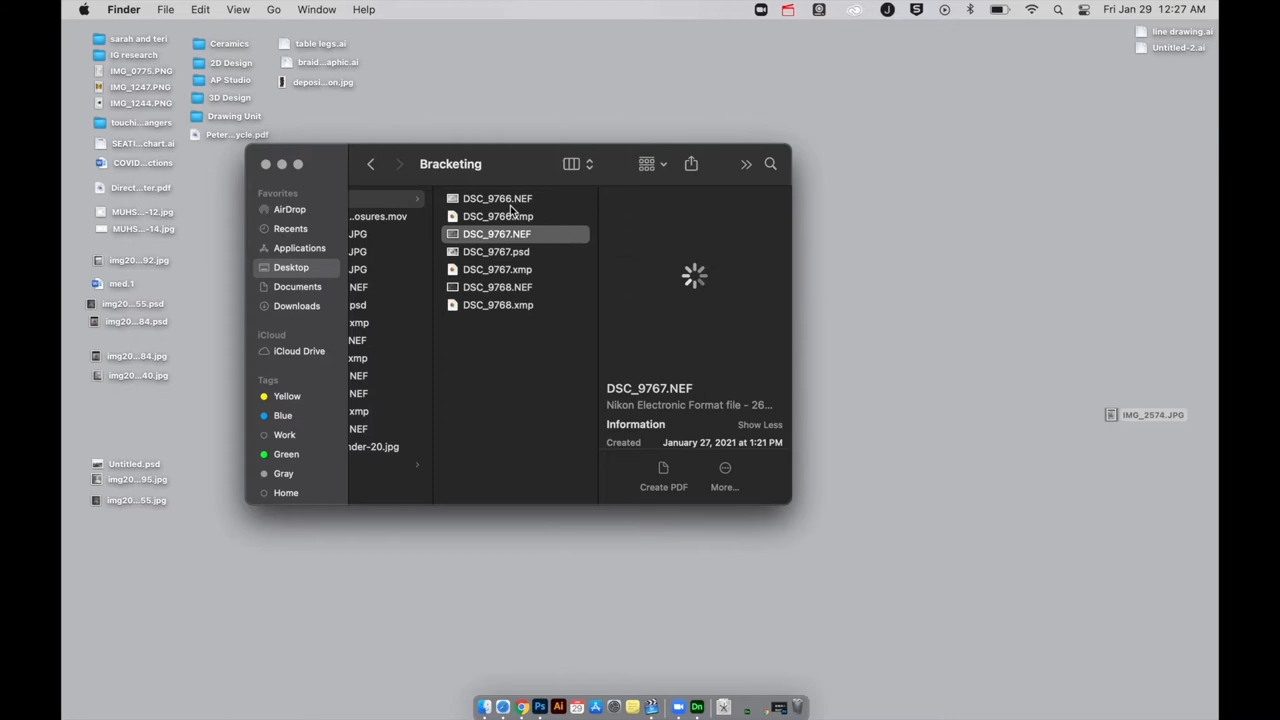 Finder File Edit View Go Window Help
Fri Jan 29 12:27 AM
sarah and teri
IG research
IMG_0775.PNG
IMG_1247.PNG
IMG_1244.PNG
touchi...angers
SEATI...chart.ai
COVID...ctions
Direct...ter.pdf
MUHS...-12.jpg
MUHS...-14.jpg
img20...92.jpg
med.1
img20...55.psd
img20...84.psd
img20...84.jpg
img20...40.jpg
Untitled.psd
img20...95.jpg
img20...55.jpg
Ceramics
2D Design
AP Studio
3D Design
Drawing Unit
Peter...ycle.pdf
table legs.ai
braid...aphic.ai
deposi...on.jpg
line drawing.ai
Untitled-2.ai
IMG_2574.JPG
Bracketing
Favorites
AirDrop
Recents
Applications
Desktop
Documents
Downloads
iCloud
iCloud Drive
Tags
Yellow
Blue
Work
Green
Gray
Home
..osures.mov
JPG
JPG
JPG
NEF
psd
xmp
NEF
xmp
NEF
NEF
xmp
NEF
nder-20.jpg
DSC_9766.NEF
DSC_9766.xmp
DSC_9767.NEF
DSC_9767.psd
DSC_9767.xmp
DSC_9768.NEF
DSC_9768.xmp
DSC_9767.NEF
Nikon Electronic Format file - 26...
Information Show Less
Created January 27, 2021 at 1:21 PM
Create PDF More...
Ps Ai Dn